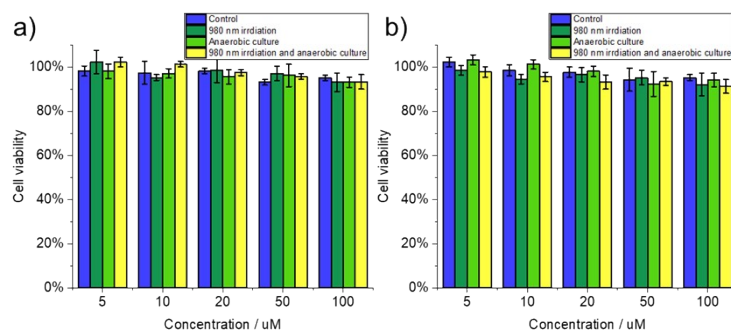 a)
Control
980 nm irrdiation
Anaerobic culture
980 nm irrdiation and anaerobic culture
100%
80%
60%
40%
20%
0%
Cell viability
5 10 20 50 100
Concentration / uM
b)
Control
980 nm irrdiation
Anaerobic culture
980 nm irrdiation and anaerobic culture
100%
80%
60%
40%
20%
0%
Cell viability
5 10 20 50 100
Concentration / uM